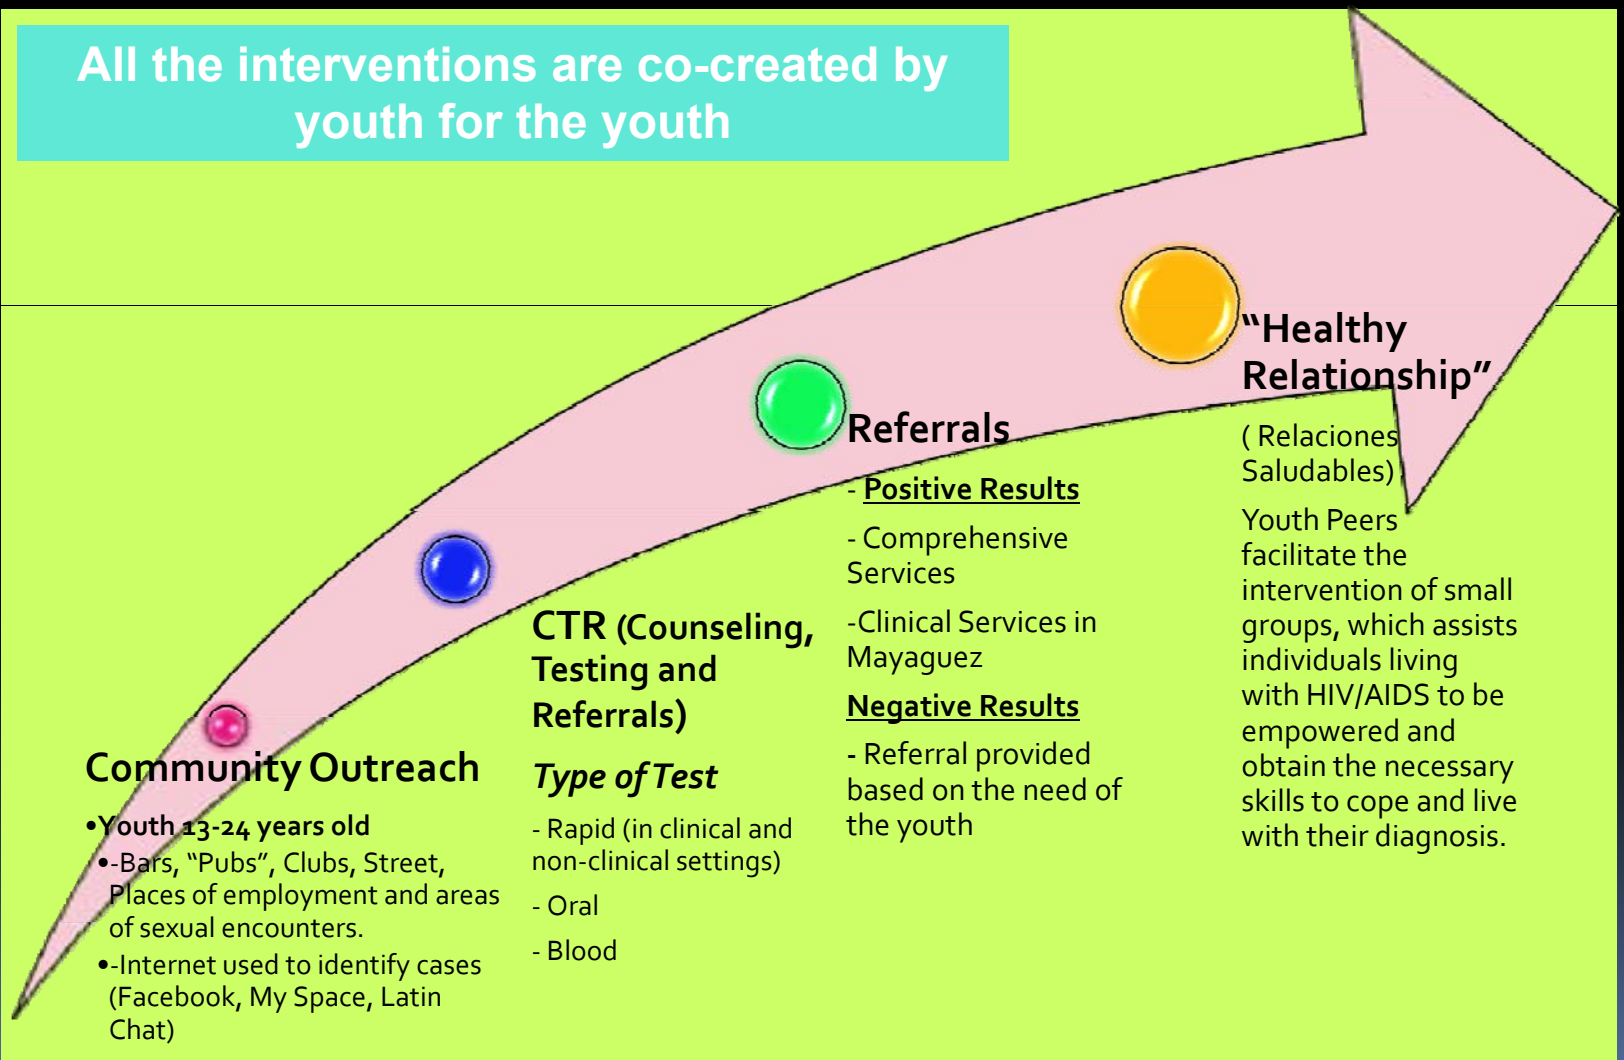 All the interventions are co-created by
youth for the youth
Community Outreach
•Youth 13-24 years old
•-Bars, “Pubs”, Clubs, Street,
Places of employment and areas
of sexual encounters.
•-Internet used to identify cases
(Facebook, My Space, Latin
Chat)
CTR (Counseling,
Testing and
Referrals)
Type of Test
- Rapid (in clinical and
non-clinical settings)
- Oral
- Blood
Referrals
- Positive Results
- Comprehensive
Services
-Clinical Services in
Mayaguez
Negative Results
- Referral provided
based on the need of
the youth
“Healthy
Relationship”
( Relaciones
Saludables)
Youth Peers
facilitate the
intervention of small
groups, which assists
individuals living
with HIV/AIDS to be
empowered and
obtain the necessary
skills to cope and live
with their diagnosis.